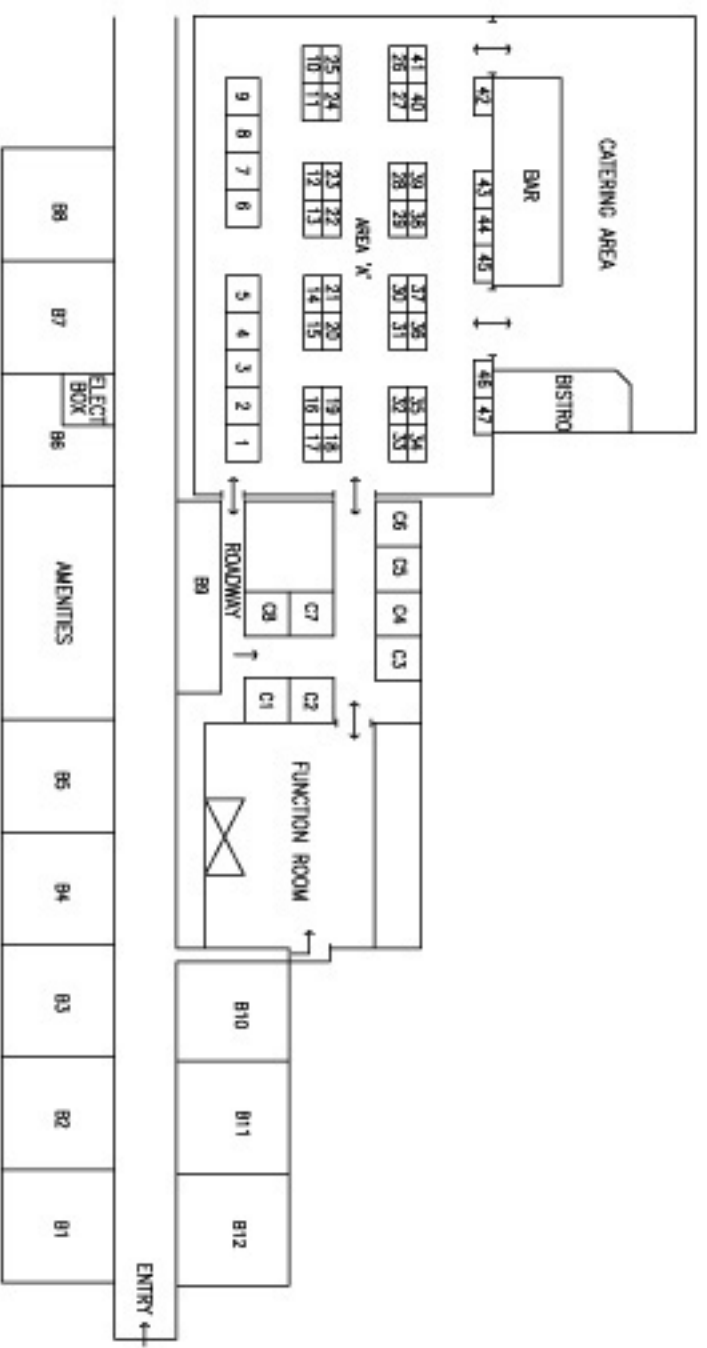 CATERING AREA
BISTRO
BAR
42 43 44 45 46 47
41 40 39 38 37 36 35 34
26 27 28 29 30 31 32 33
C6 C5 C4 C3
AREA 'A'
25 24 23 22 21 20 19 18
10 11 12 13 14 15 16 17
C7 C2
FUNCTION ROOM
C8 C1
9 8 7 6 5 4 3 2 1
ROADWAY
B10 B11 B12
B9
ENTRY
ELECT
BOX
B8 B7 B6 AMENITIES B5 B4 B3 B2 B1